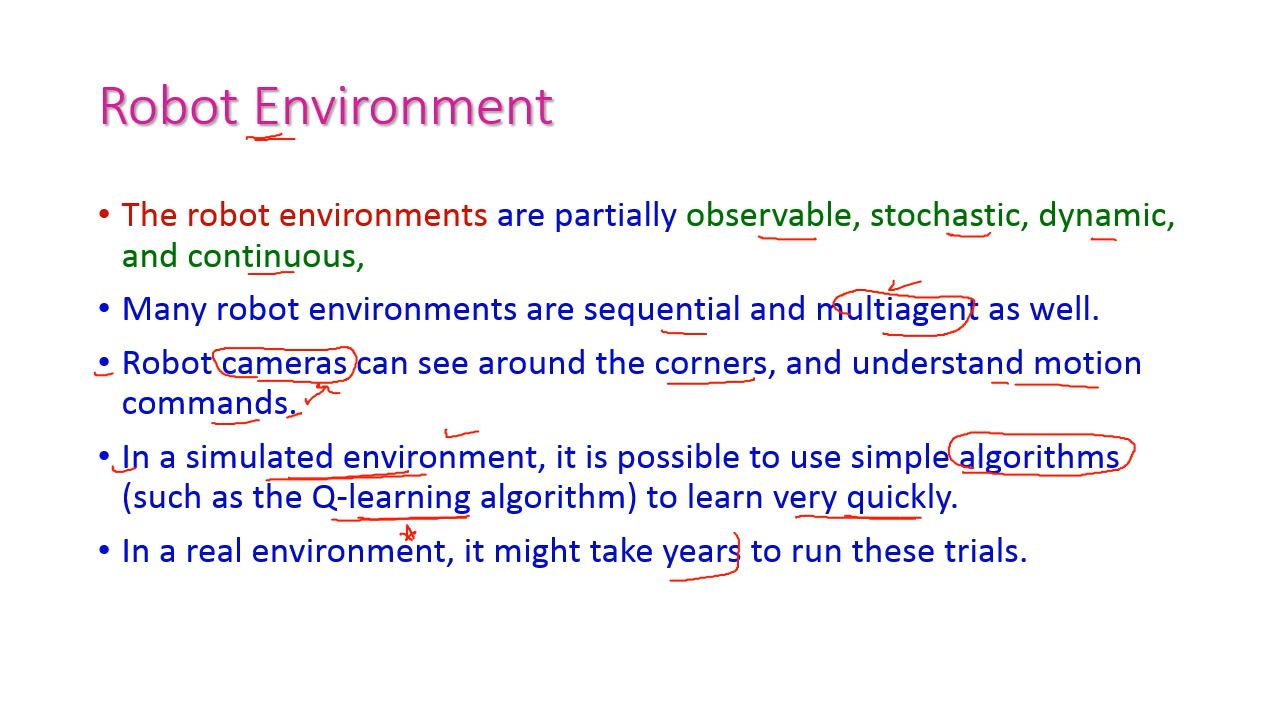 Robot Environment
• The robot environments are partially observable, stochastic, dynamic,
and continuous,
• Many robot environments are sequential and multiagent as well.
• Robot cameras can see around the corners, and understand motion
commands.
• In a simulated environment, it is possible to use simple algorithms
(such as the Q-learning algorithm) to learn very quickly.
• In a real environment, it might take years to run these trials.